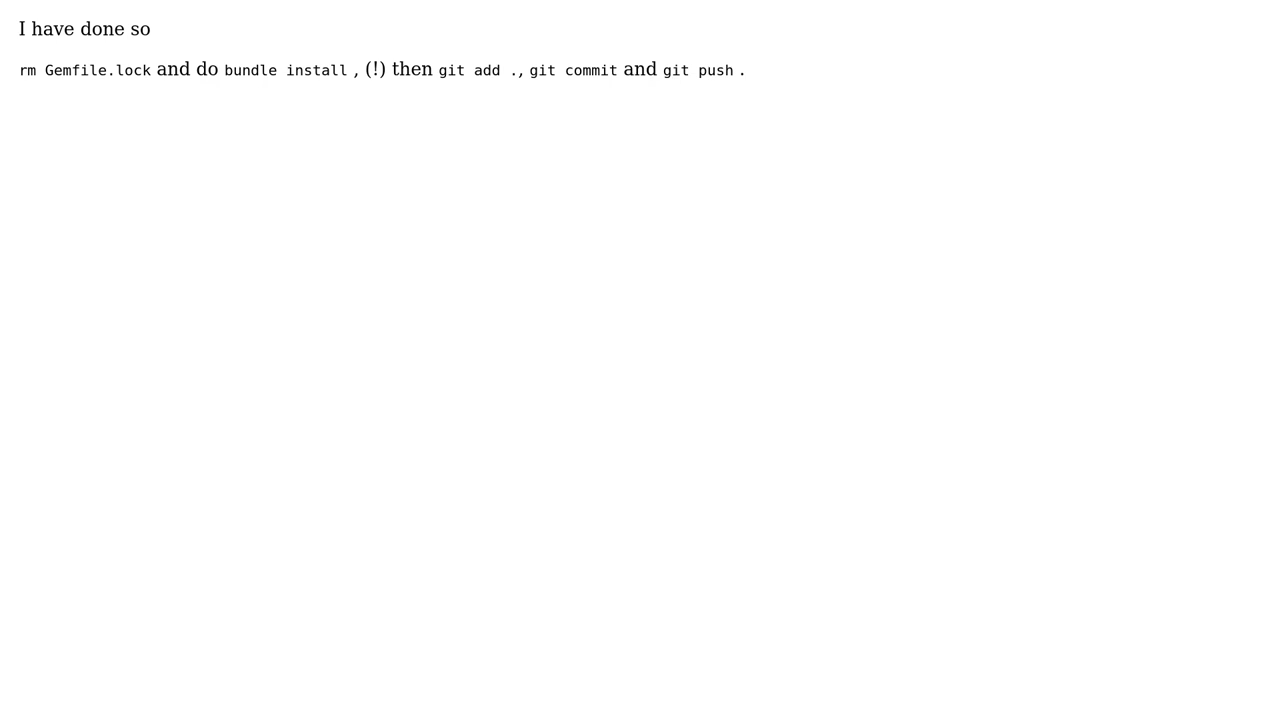 I have done so
rm Gemfile.lock and do bundle install , (!) then git add ., git commit and git push .